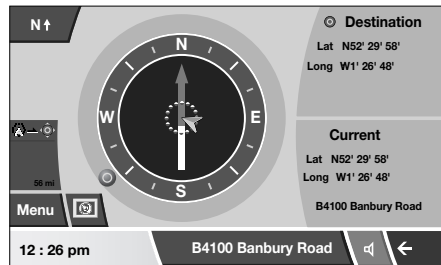 N
Destination
Lat N52' 29' 58'
Long W1' 26' 48'
N
W
E
S
56 mi
Current
Lat N52' 29' 58'
Long W1' 26' 48'
B4100 Banbury Road
Menu
12 : 26 pm
B4100 Banbury Road